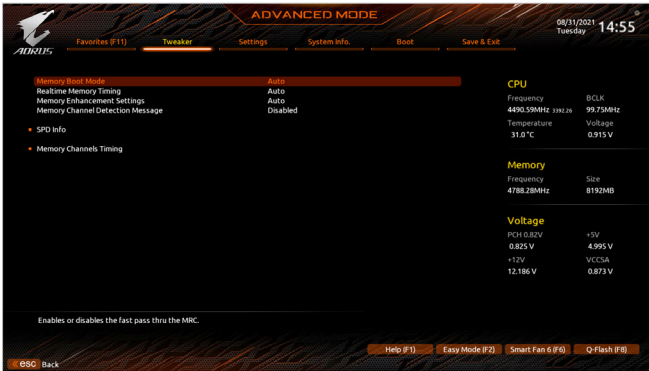 ADVANCED MODE
08/31/2021 Tuesday 14:55
AORUS
Favorites (F11) Tweaker Settings System Info. Boot Save & Exit
Memory Boot Mode Auto
Realtime Memory Timing Auto
Memory Enhancement Settings Auto
Memory Channel Detection Message Disabled
SPD Info
Memory Channels Timing
CPU
Frequency BCLK
4490.59MHz 3392.26 99.75MHz
Temperature Voltage
31.0 °C 0.915 V
Memory
Frequency Size
4788.28MHz 8192MB
Voltage
PCH 0.82V +5V
0.825 V 4.995 V
+12V VCCSA
12.186 V 0.873 V
Enables or disables the fast pass thru the MRC.
Help (F1) Easy Mode (F2) Smart Fan 6 (F6) Q-Flash (F8)
esc Back